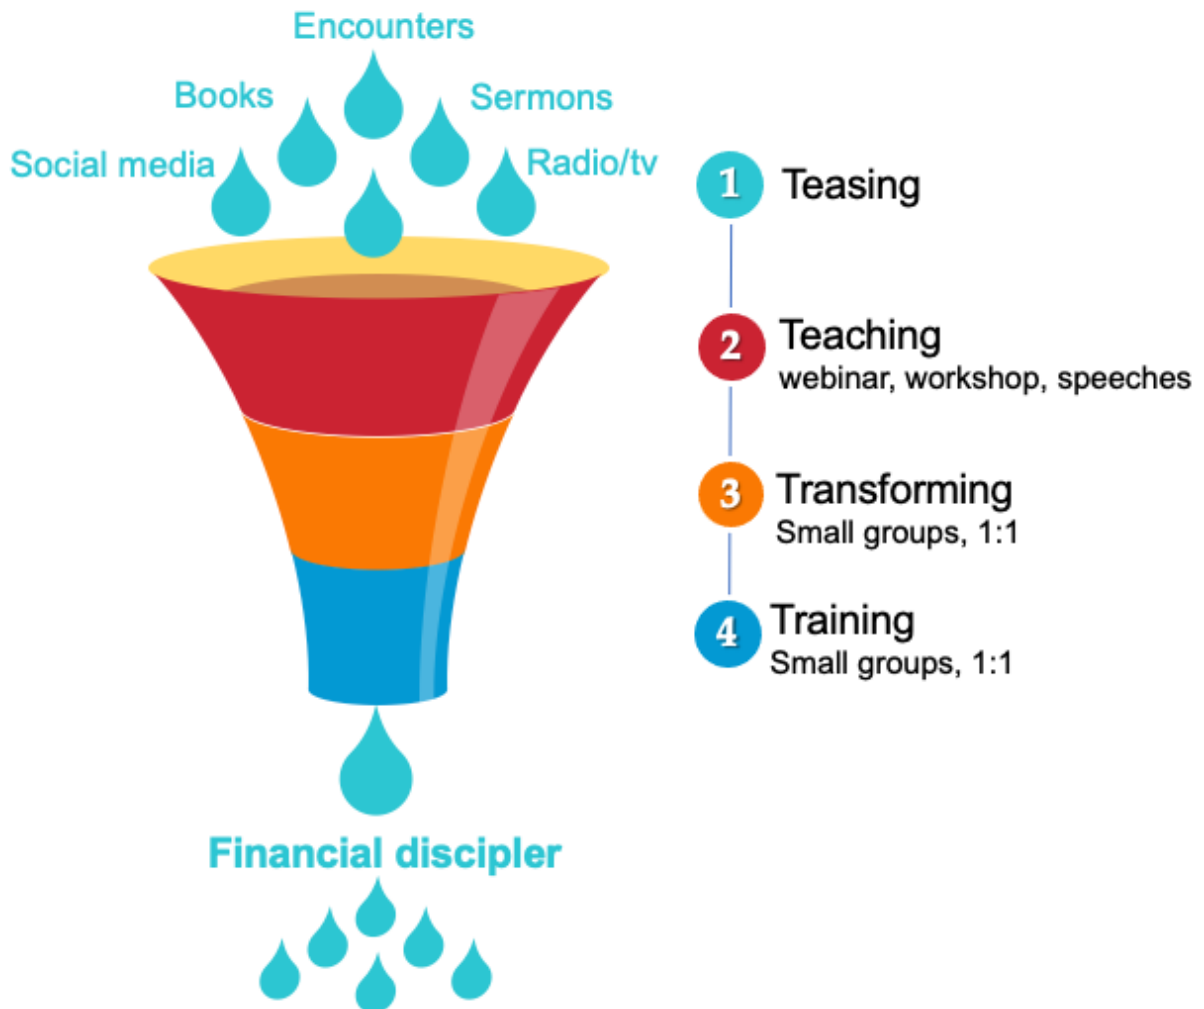 Encounters
Books
Sermons
Social media
Radio/tv
1
Teasing
2
Teaching
webinar, workshop, speeches
3
Transforming
Small groups, 1:1
4
Training
Small groups, 1:1
Financial discipler